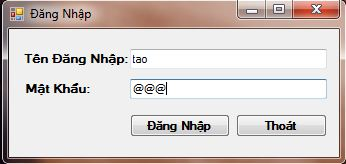 Đăng Nhập
Tên Đăng Nhập: tao
Mật Khẩu: @@@
Đăng Nhập Thoát